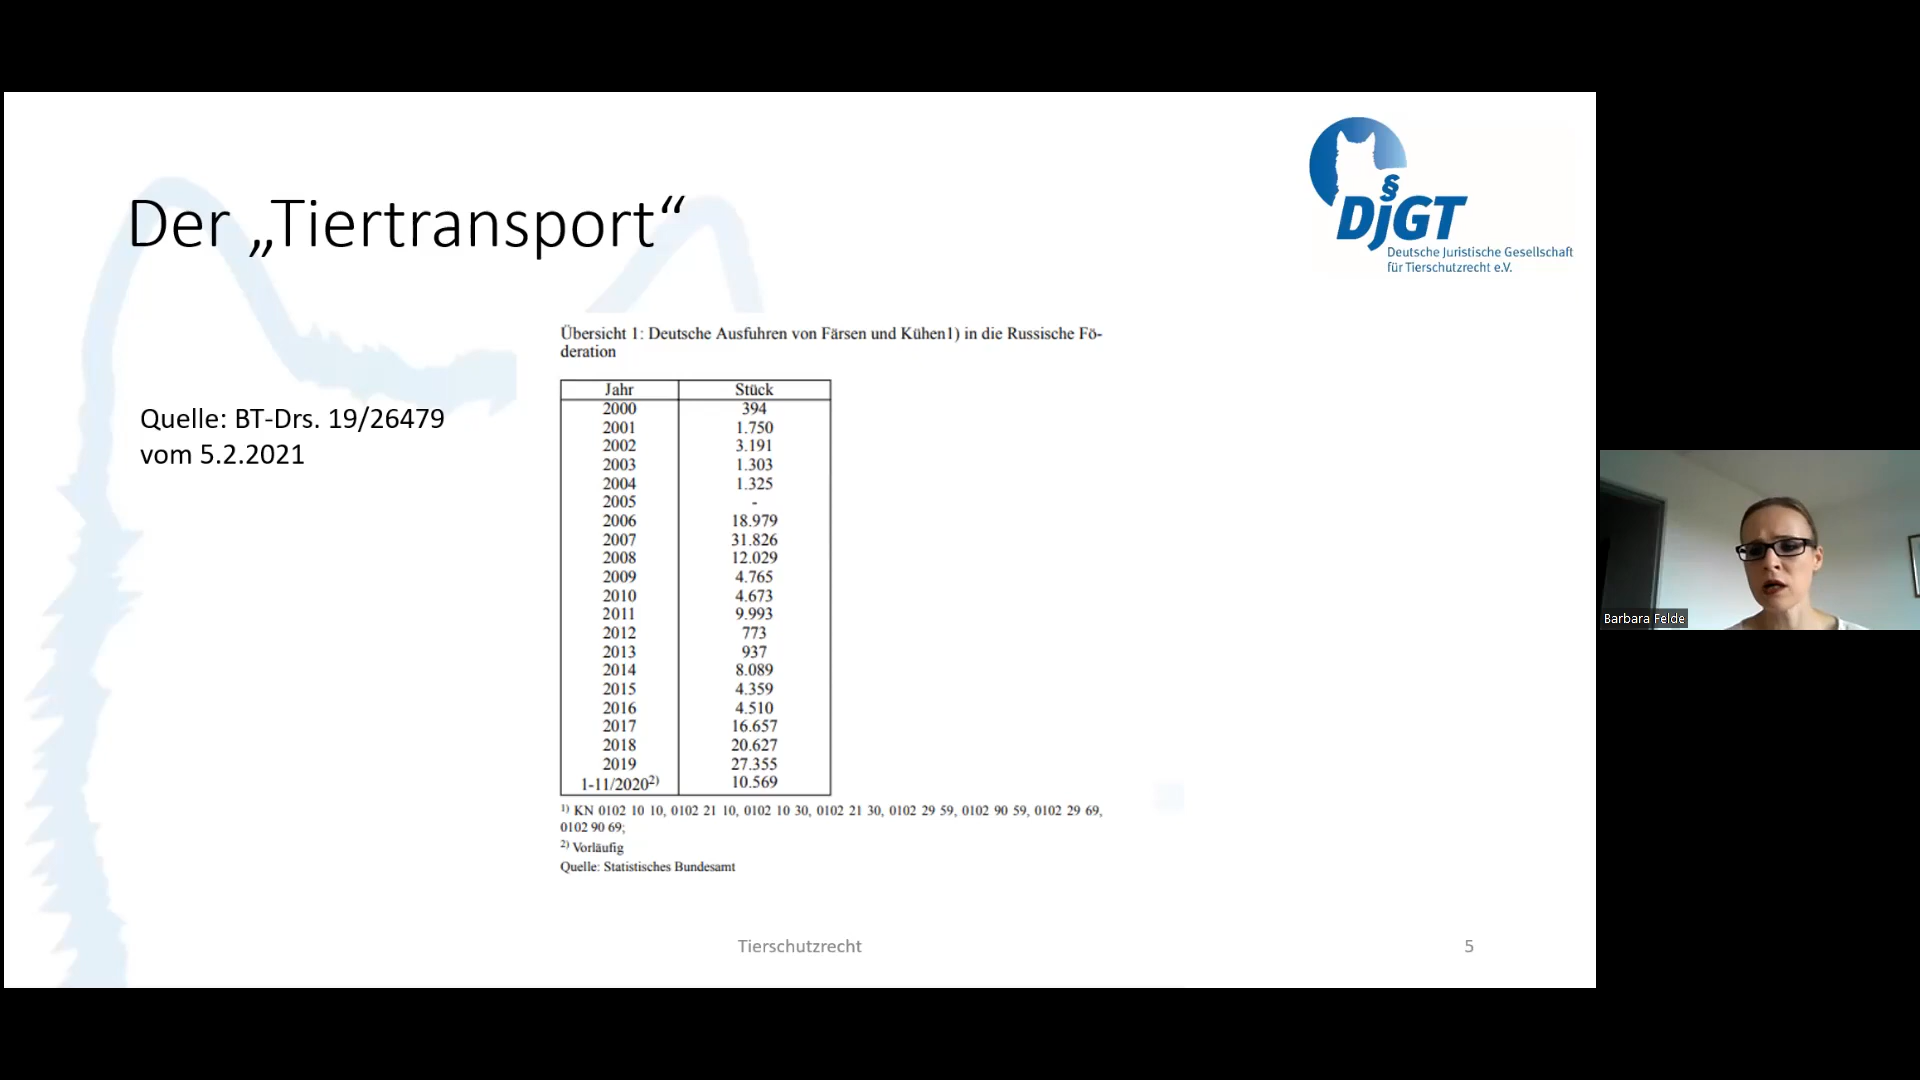 Der „Tiertransport“
DjGT
§
Deutsche Juristische Gesellschaft
für Tierschutzrecht e.V.
Quelle: BT-Drs. 19/26479
vom 5.2.2021
Übersicht 1: Deutsche Ausfuhren von Färsen und Kühen1) in die Russische Fö-
deration
Jahr Stück
2000 394
2001 1.750
2002 3.191
2003 1.303
2004 1.325
2005 -
2006 18.979
2007 31.826
2008 12.029
2009 4.765
2010 4.673
2011 9.993
2012 773
2013 937
2014 8.089
2015 4.359
2016 4.510
2017 16.657
2018 20.627
2019 27.355
1-11/2020²⁾ 10.569
¹⁾ KN 0102 10 10, 0102 21 10, 0102 10 30, 0102 21 30, 0102 29 59, 0102 90 59, 0102 29 69,
0102 90 69;
²⁾ Vorläufig
Quelle: Statistisches Bundesamt
Tierschutzrecht
5
Barbara Felde